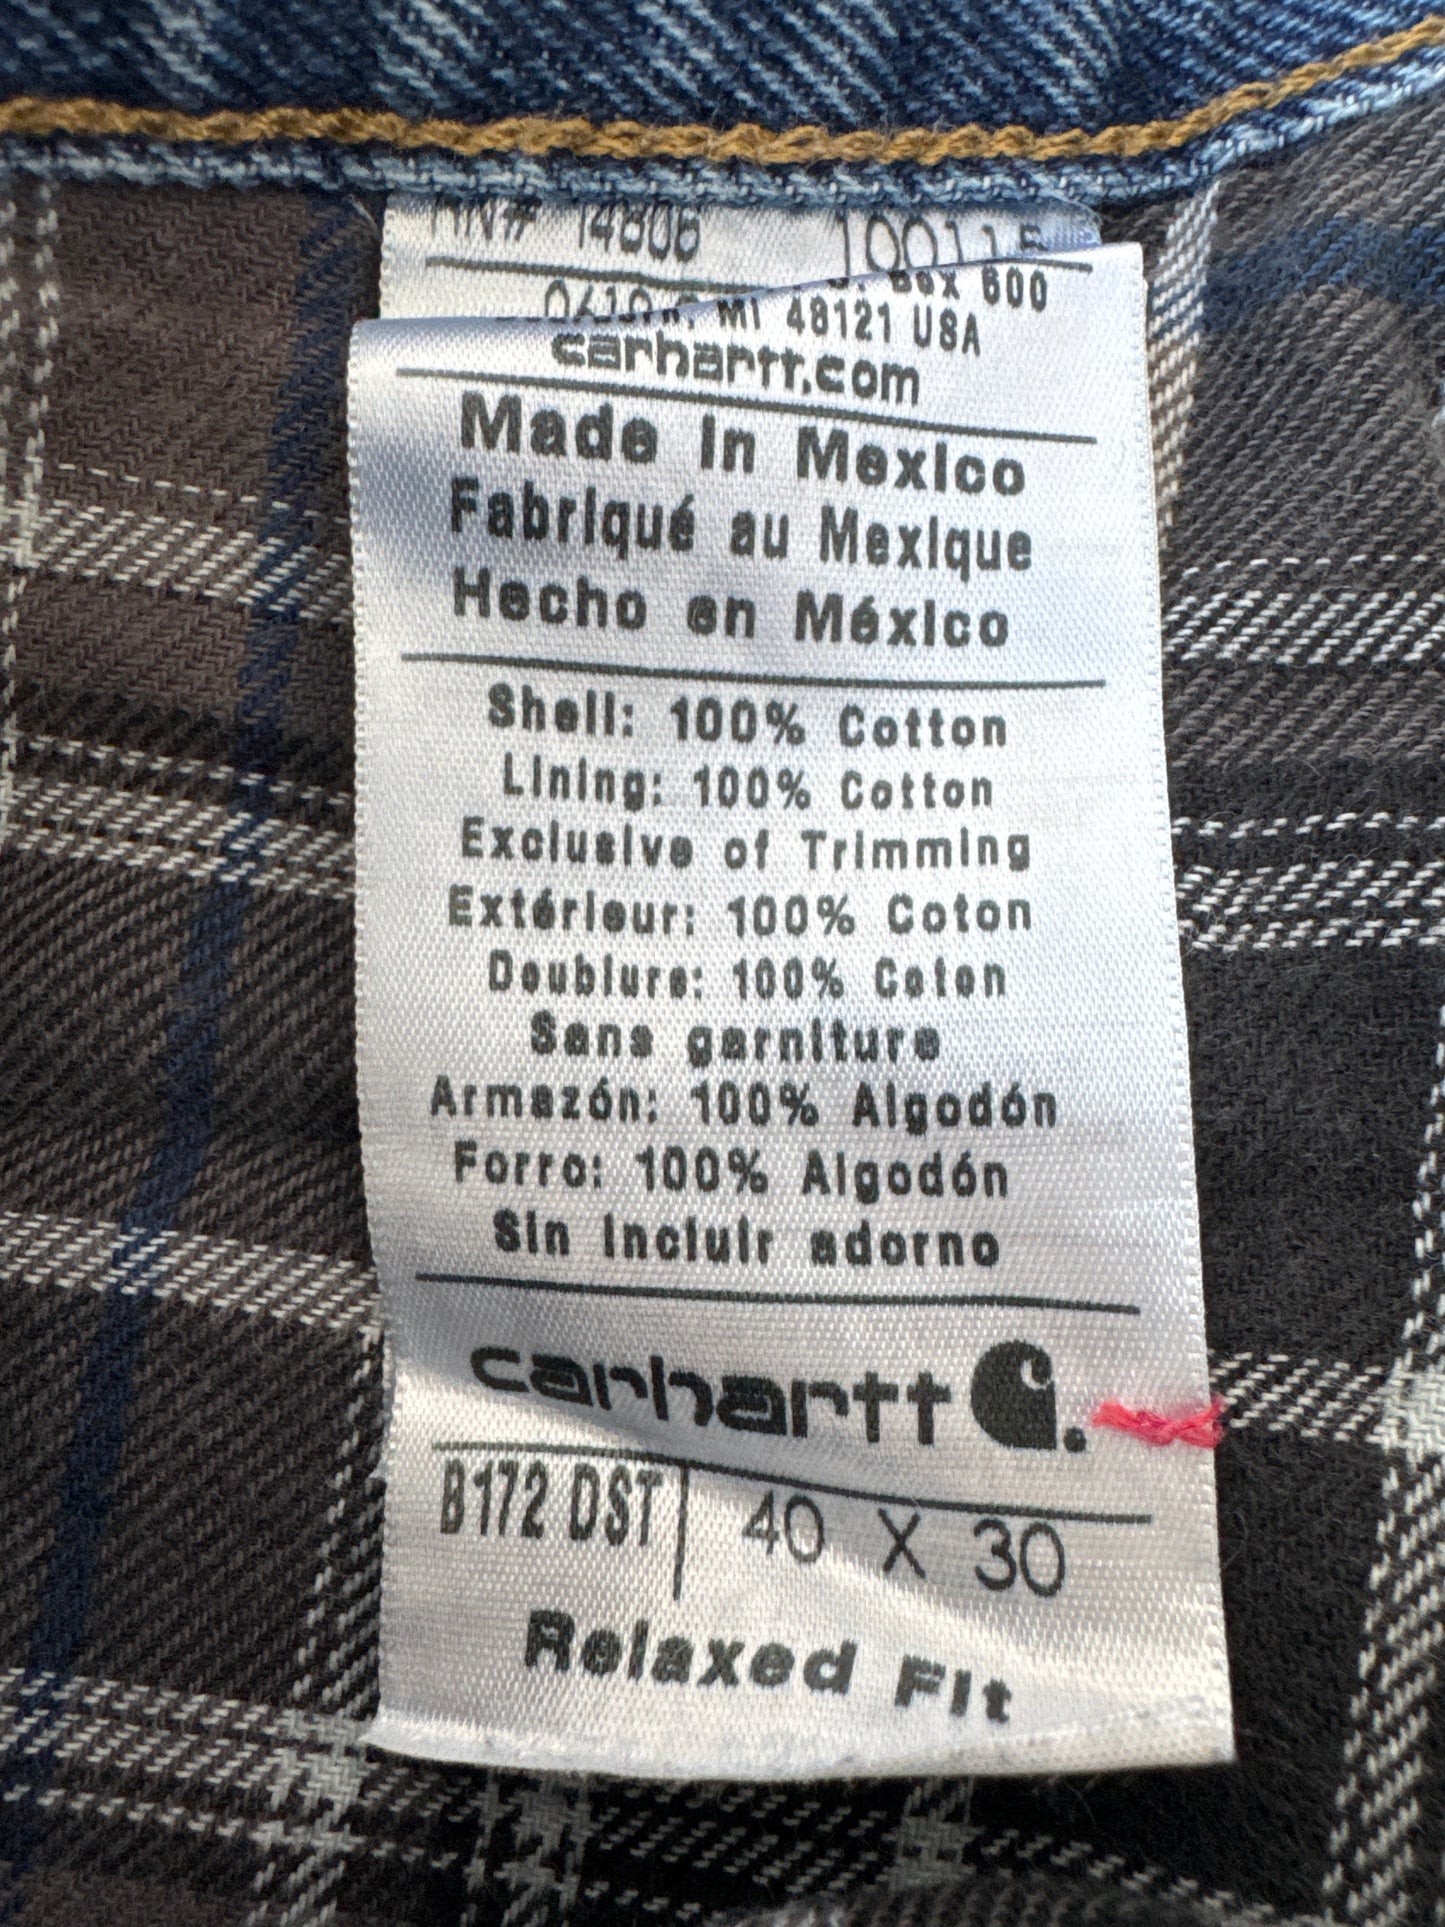 14806
Box 600
MI 48121 USA
carhartt.com
Made in Mexico
Fabriqué au Mexique
Hecho en México
Shell: 100% Cotton
Lining: 100% Cotton
Exclusive of Trimming
Extérieur: 100% Coton
Doublure: 100% Coton
Sans garniture
Armazón: 100% Algodón
Forro: 100% Algodón
Sin incluir adorno
carhartt
B172 DST 40 X 30
Relaxed Fit